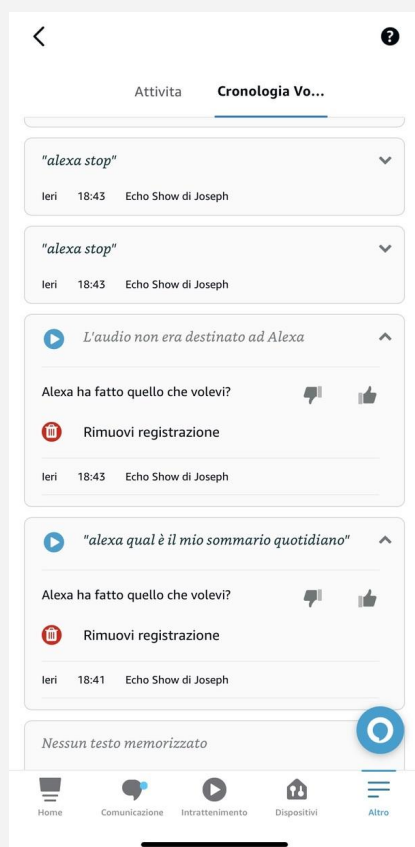 ?
Attivita
Cronologia Vo...
"alexa stop"
Ieri 18:43 Echo Show di Joseph
"alexa stop"
Ieri 18:43 Echo Show di Joseph
L'audio non era destinato ad Alexa
Alexa ha fatto quello che volevi?
Rimuovi registrazione
Ieri 18:43 Echo Show di Joseph
"alexa qual è il mio sommario quotidiano"
Alexa ha fatto quello che volevi?
Rimuovi registrazione
Ieri 18:41 Echo Show di Joseph
Nessun testo memorizzato
Home Comunicazione Intrattenimento Dispositivi Altro